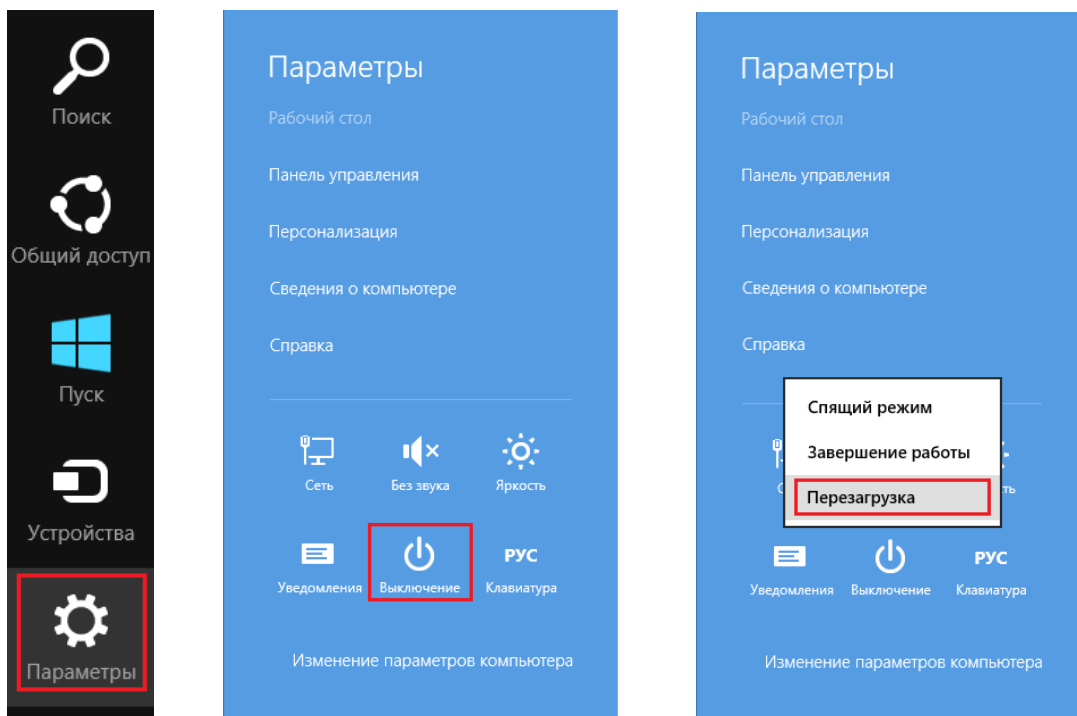 Поиск
Общий доступ
Пуск
Устройства
Параметры
Параметры
Рабочий стол
Панель управления
Персонализация
Сведения о компьютере
Справка
Сеть
Без звука
Яркость
РУС
Уведомления
Выключение
Клавиатура
Изменение параметров компьютера
Параметры
Рабочий стол
Панель управления
Персонализация
Сведения о компьютере
Справка
Спящий режим
Завершение работы
Перезагрузка
РУС
Уведомления
Выключение
Клавиатура
Изменение параметров компьютера